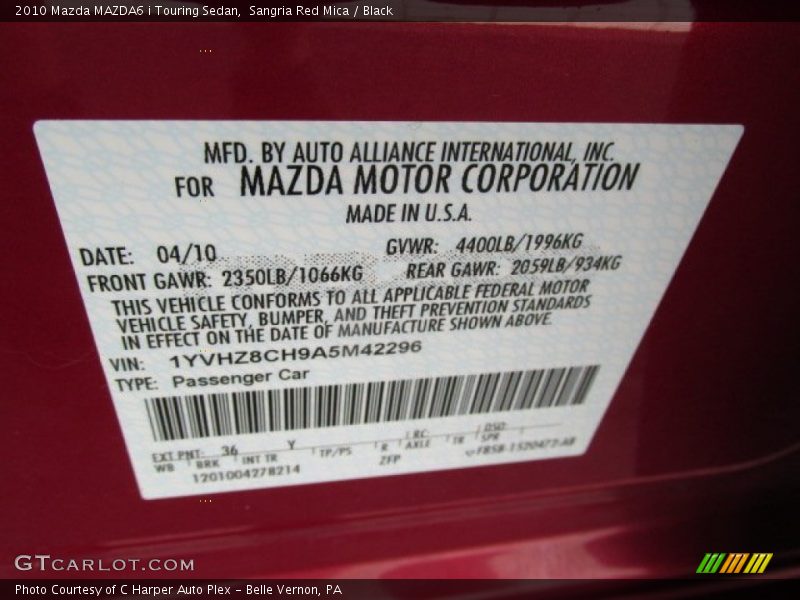 2010 Mazda MAZDA6 i Touring Sedan,  Sangria Red Mica / Black
MFD. BY AUTO ALLIANCE INTERNATIONAL, INC.
FOR MAZDA MOTOR CORPORATION
MADE IN U.S.A.
DATE: 04/10 GVWR: 4400LB/1996KG
FRONT GAWR: 2350LB/1066KG REAR GAWR: 2059LB/934KG
THIS VEHICLE CONFORMS TO ALL APPLICABLE FEDERAL MOTOR
VEHICLE SAFETY, BUMPER, AND THEFT PREVENTION STANDARDS
IN EFFECT ON THE DATE OF MANUFACTURE SHOWN ABOVE.
VIN: 1YVHZ8CH9A5M42296
TYPE: Passenger Car
EXT PNT: 36 Y RC: DSO:
WB BRK INT TR TP/PS R AXLE TR SPR
1201004278214 ZFP
GTCARLOT.COM
Photo Courtesy of C Harper Auto Plex - Belle Vernon, PA